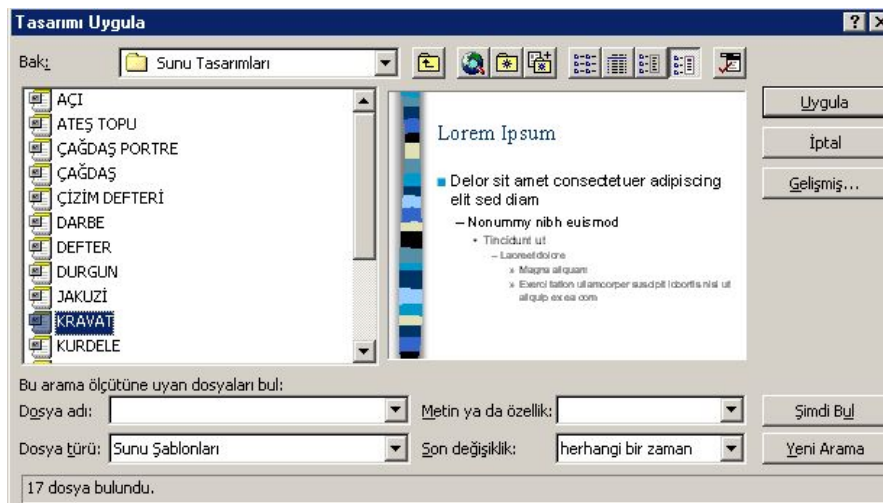 Tasarımı Uygula
Bak: Sunu Tasarımları
AÇI
ATEŞ TOPU
ÇAĞDAŞ PORTRE
ÇAĞDAŞ
ÇİZİM DEFTERİ
DARBE
DEFTER
DURGUN
JAKUZİ
KRAVAT
KURDELE
Lorem Ipsum
Delor sit amet consectetuer adipiscing
elit sed diam
– Nonummy nibh euismod
• Tincidunt ut
– Laoreet dolore
» Magna aliquam
» Exerci tation ullamcorper suscipit lobortis nisl ut
aliquip ex ea com
Uygula
İptal
Gelişmiş...
Bu arama ölçütüne uyan dosyaları bul:
Dosya adı: Metin ya da özellik: Şimdi Bul
Dosya türü: Sunu Şablonları Son değişiklik: herhangi bir zaman Yeni Arama
17 dosya bulundu.